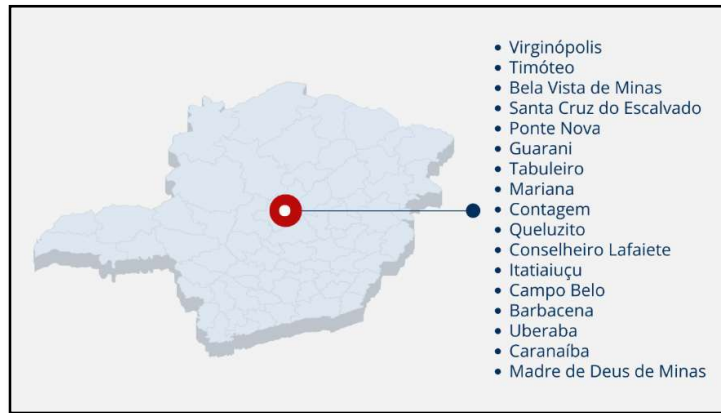 • Virginópolis
• Timóteo
• Bela Vista de Minas
• Santa Cruz do Escalvado
• Ponte Nova
• Guarani
• Tabuleiro
• Mariana
• Contagem
• Queluzito
• Conselheiro Lafaiete
• Itatiaiuçu
• Campo Belo
• Barbacena
• Uberaba
• Caranaíba
• Madre de Deus de Minas